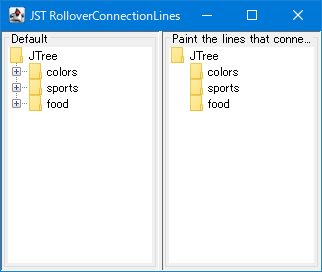 JST RolloverConnectionLines
Default
JTree
colors
sports
food
Paint the lines that conne...
JTree
colors
sports
food